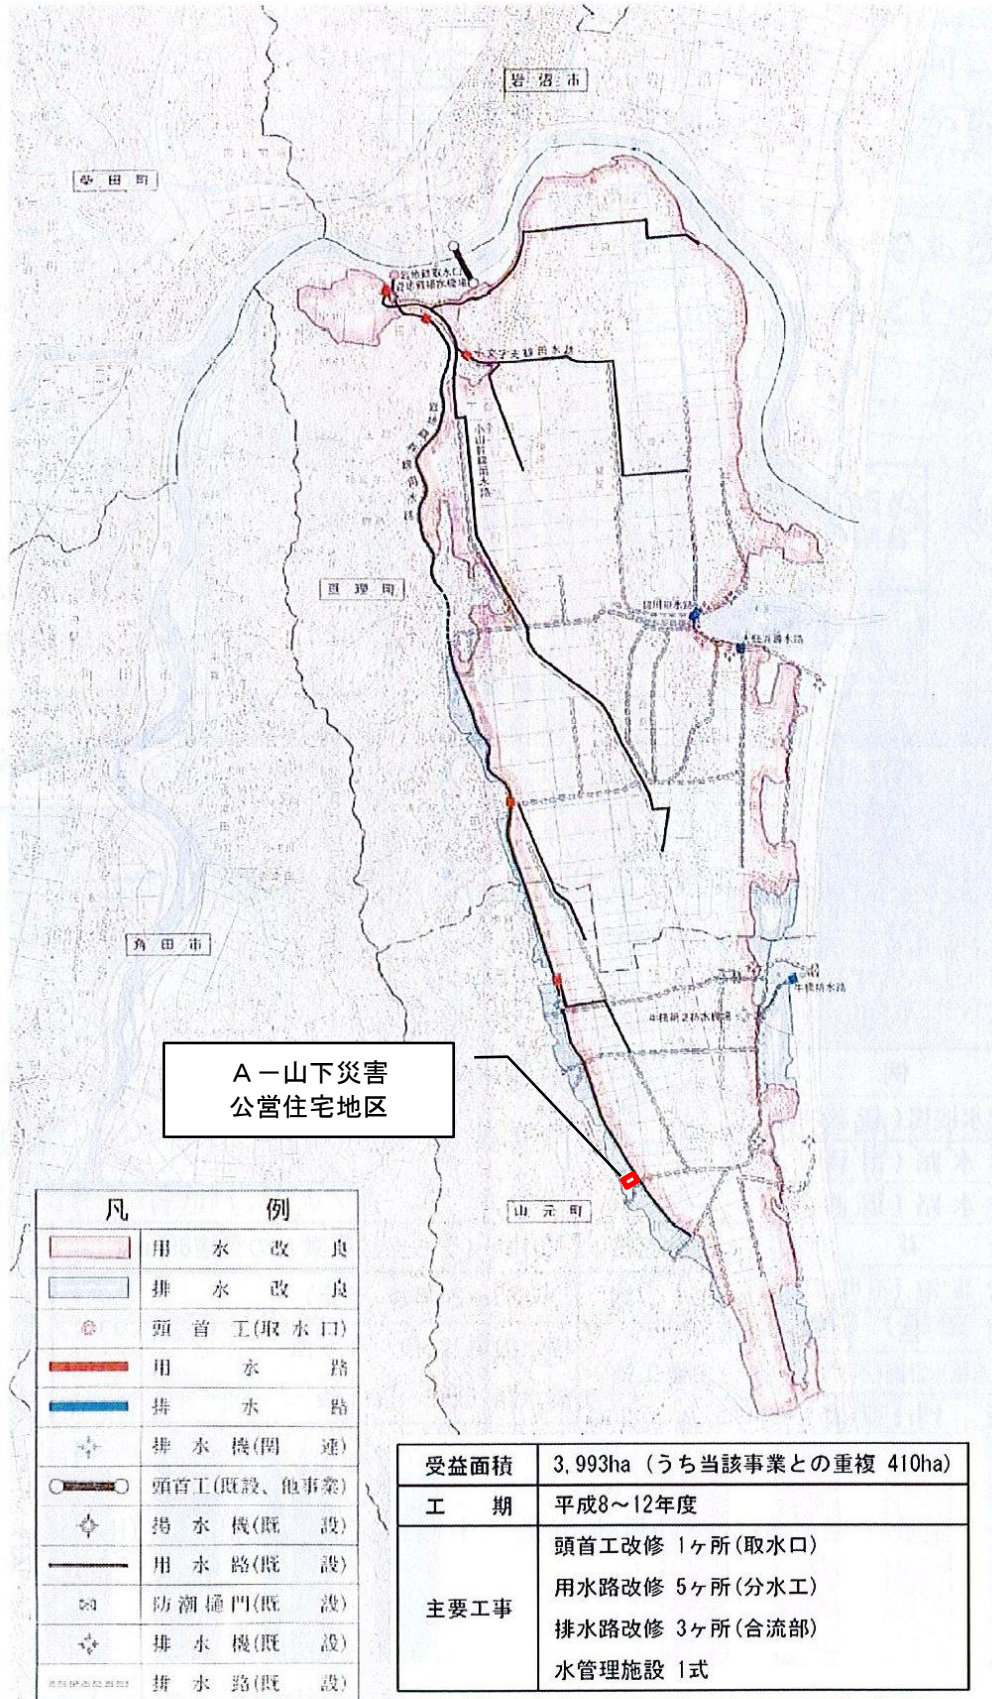 岩沼市
柴田町
亘理町
角田市
A－山下災害
公営住宅地区
山元町
凡　例
用水改良
排水改良
頭首工(取水口)
用水路
排水路
排水機(関連)
頭首工(既設、他事業)
揚水機(既設)
用水路(既設)
防潮樋門(既設)
排水機(既設)
排水路(既設)
受益面積 3,993ha（うち当該事業との重複 410ha）
工　期 平成8～12年度
主要工事
頭首工改修 1ヶ所(取水口)
用水路改修 5ヶ所(分水工)
排水路改修 3ヶ所(合流部)
水管理施設 1式